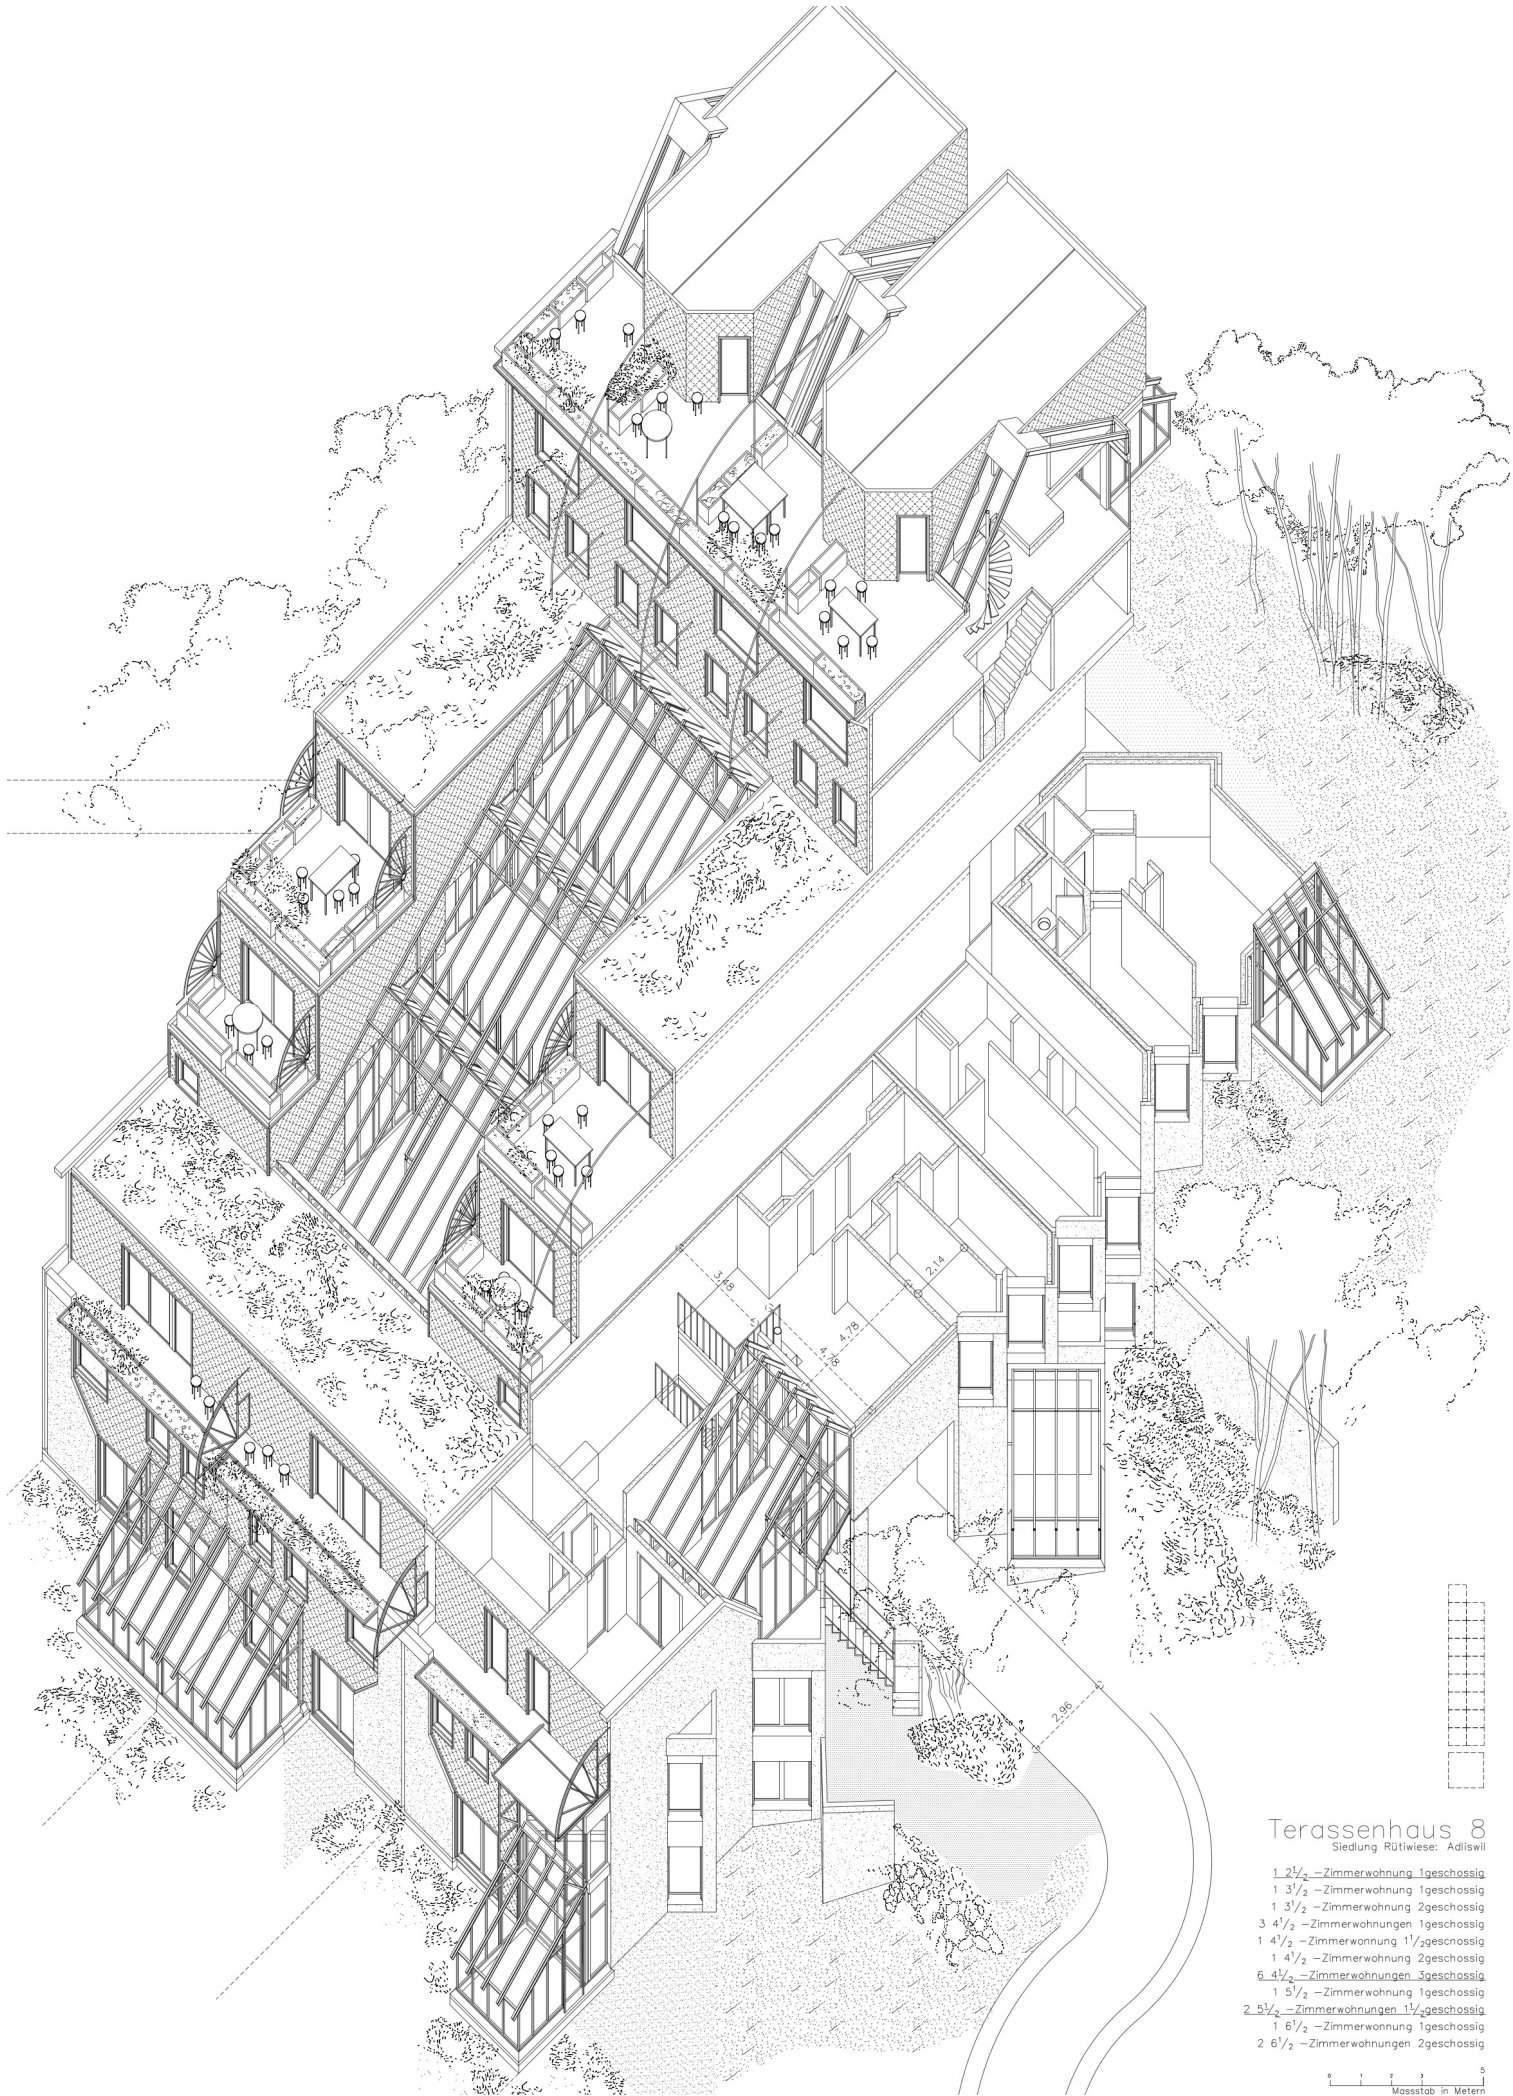 3,48
2,14
4,78
4,78
2,96
Terassenhaus 8
Siedlung Rütiwiese: Adliswil
1 2½ –Zimmerwohnung 1geschossig
1 3½ –Zimmerwohnung 1geschossig
1 3½ –Zimmerwohnung 2geschossig
3 4½ –Zimmerwohnungen 1geschossig
1 4½ –Zimmerwonnung 1½gescnossig
1 4½ –Zimmerwohnung 2geschossig
6 4½ –Zimmerwohnungen 3geschossig
1 5½ –Zimmerwohnung 1geschossig
2 5½ –Zimmerwohnungen 1½geschossig
1 6½ –Zimmerwonnung 1geschossig
2 6½ –Zimmerwohnungen 2geschossig
0 1 2 3 5
Massstab in Metern